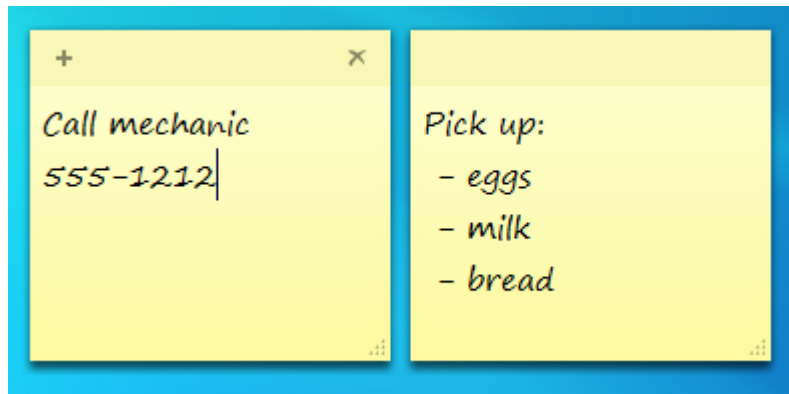 Call mechanic
555-1212
Pick up:
- eggs
- milk
- bread